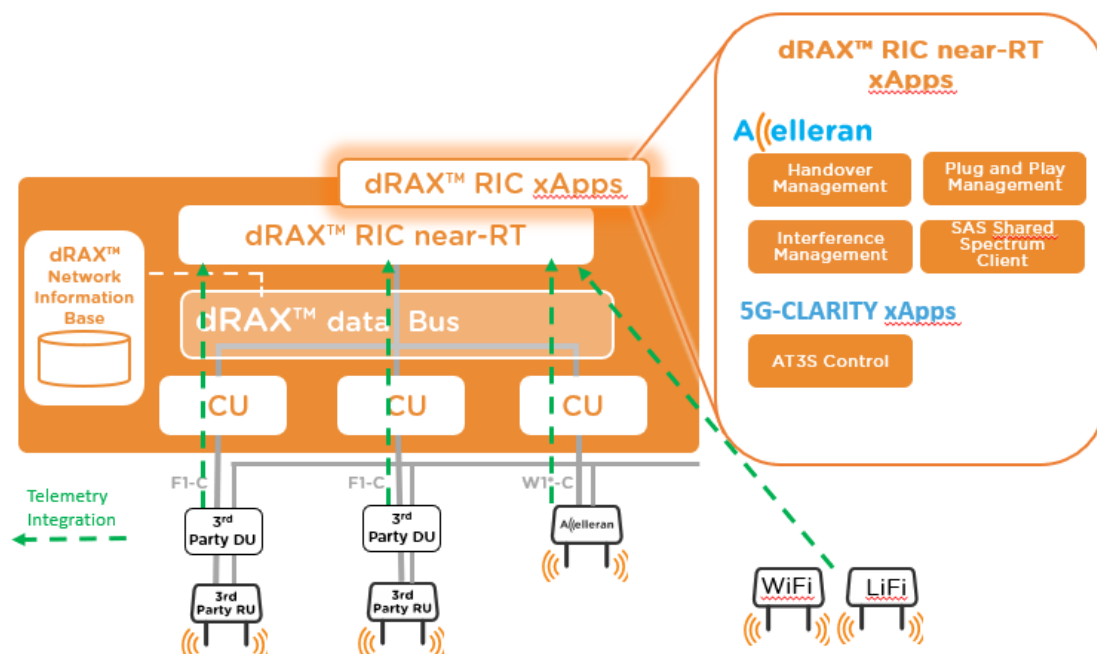 dRAX™ RIC near-RT
xApps
Accelleran
Handover
Management
Plug and Play
Management
Interference
Management
SAS Shared
Spectrum
Client
5G-CLARITY xApps
AT3S Control
dRAX™ RIC xApps
dRAX™ RIC near-RT
dRAX™
Network
Information
Base
dRAX™ data Bus
CU
CU
CU
F1-C
F1-C
W1*-C
Telemetry
Integration
3rd
Party DU
3rd
Party DU
Accelleran
3rd
Party RU
3rd
Party RU
WiFi
LiFi